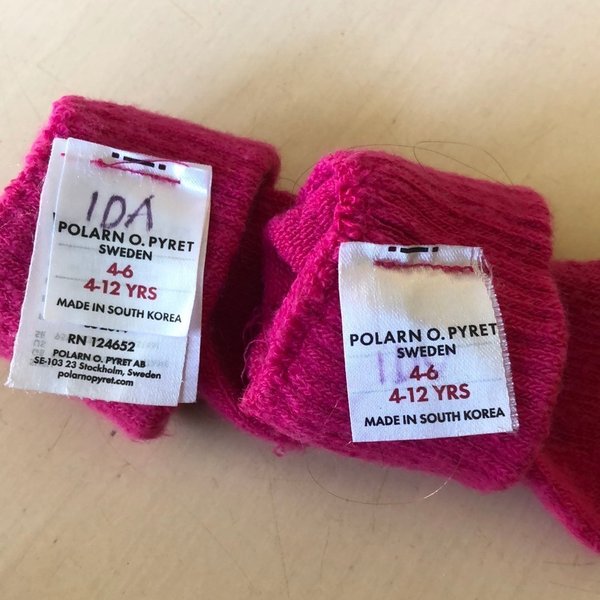 IDA
POLARN O. PYRET
SWEDEN
4-6
4-12 YRS
MADE IN SOUTH KOREA
RN 124652
POLARN O. PYRET AB
SE-103 23 Stockholm, Sweden
polarnopyret.com
POLARN O. PYRET
SWEDEN
4-6
4-12 YRS
MADE IN SOUTH KOREA